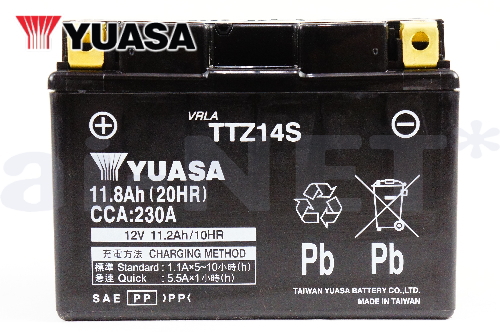 YUASA
VRLA
TTZ14S
YUASA
11.8Ah (20HR)
CCA:230A
12V 11.2Ah/10HR
充電方法 CHARGING METHOD
標準 Standard : 1.1A×5~10小時(h)
急速 Quick : 5.5A×1小時(h)
SAE PP >PP<
Pb Pb
TAIWAN YUASA BATTERY CO.,LTD.
MADE IN TAIWAN